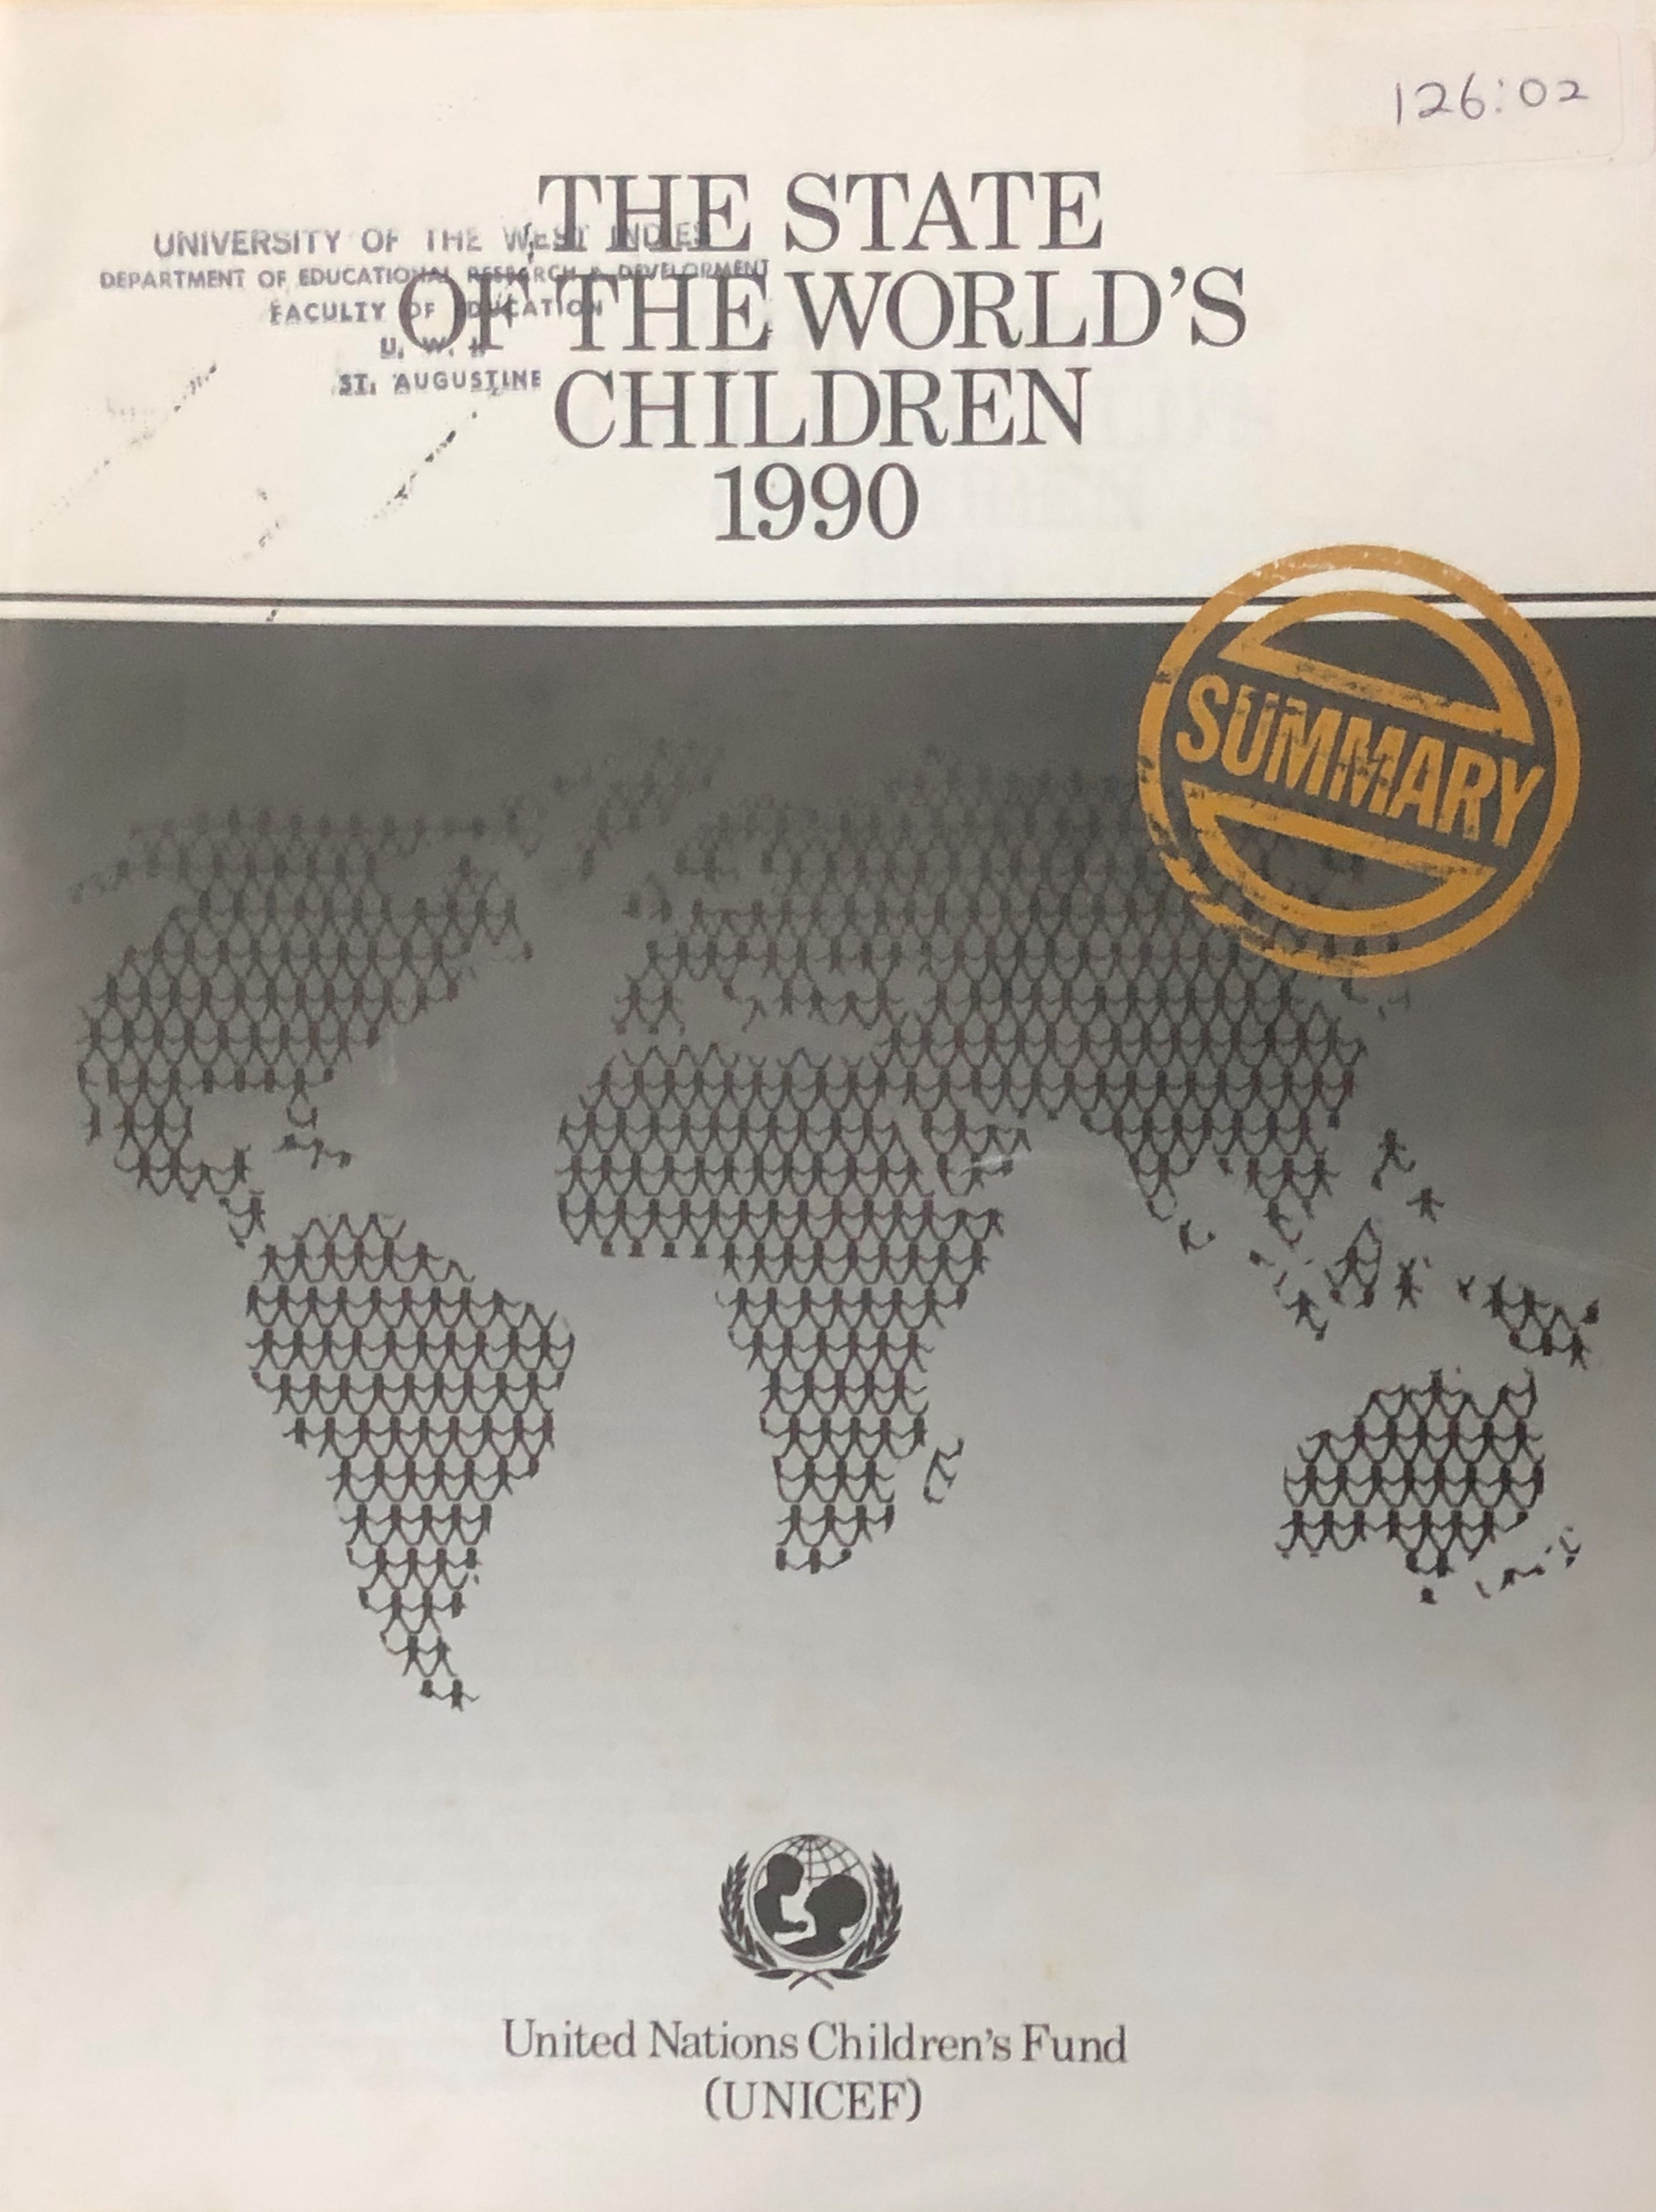 126:02
THE STATE
OF THE WORLD'S
CHILDREN
1990
UNIVERSITY OF THE WEST INDIES
DEPARTMENT OF EDUCATIONAL RESEARCH & DEVELOPMENT
FACULTY OF EDUCATION
U. W. I.
ST. AUGUSTINE
SUMMARY
United Nations Children's Fund
(UNICEF)